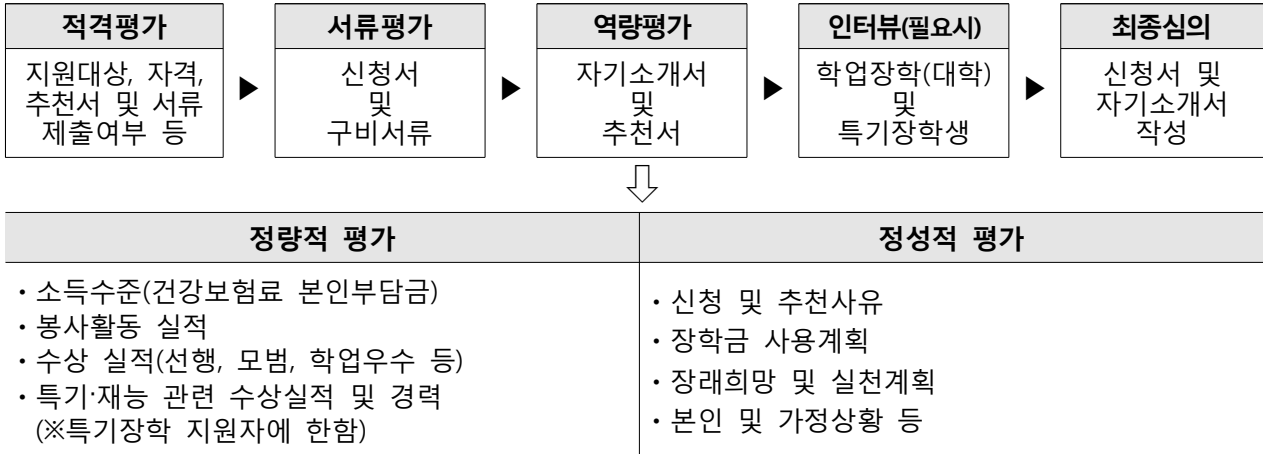 적격평가
지원대상, 자격,
추천서 및 서류
제출여부 등
▶
서류평가
신청서
및
구비서류
▶
역량평가
자기소개서
및
추천서
▶
인터뷰(필요시)
학업장학(대학)
및
특기장학생
▶
최종심의
신청서 및
자기소개서
작성
정량적 평가
・소득수준(건강보험료 본인부담금)
・봉사활동 실적
・수상 실적(선행, 모범, 학업우수 등)
・특기·재능 관련 수상실적 및 경력
(※특기장학 지원자에 한함)
정성적 평가
・신청 및 추천사유
・장학금 사용계획
・장래희망 및 실천계획
・본인 및 가정상황 등